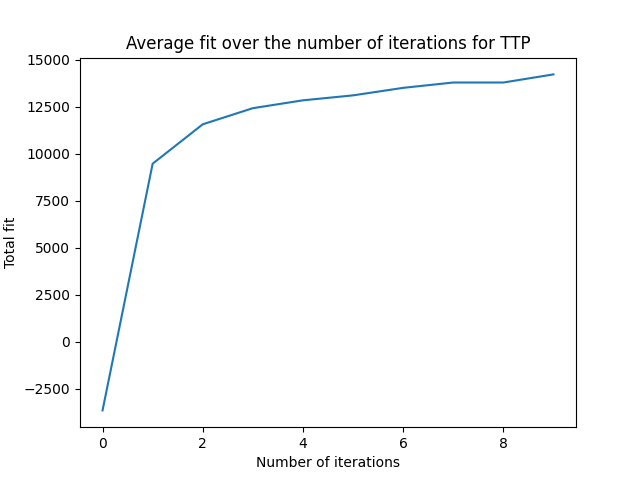 Average fit over the number of iterations for TTP
15000
12500
10000
7500
5000
2500
0
−2500
Total fit
0 2 4 6 8
Number of iterations